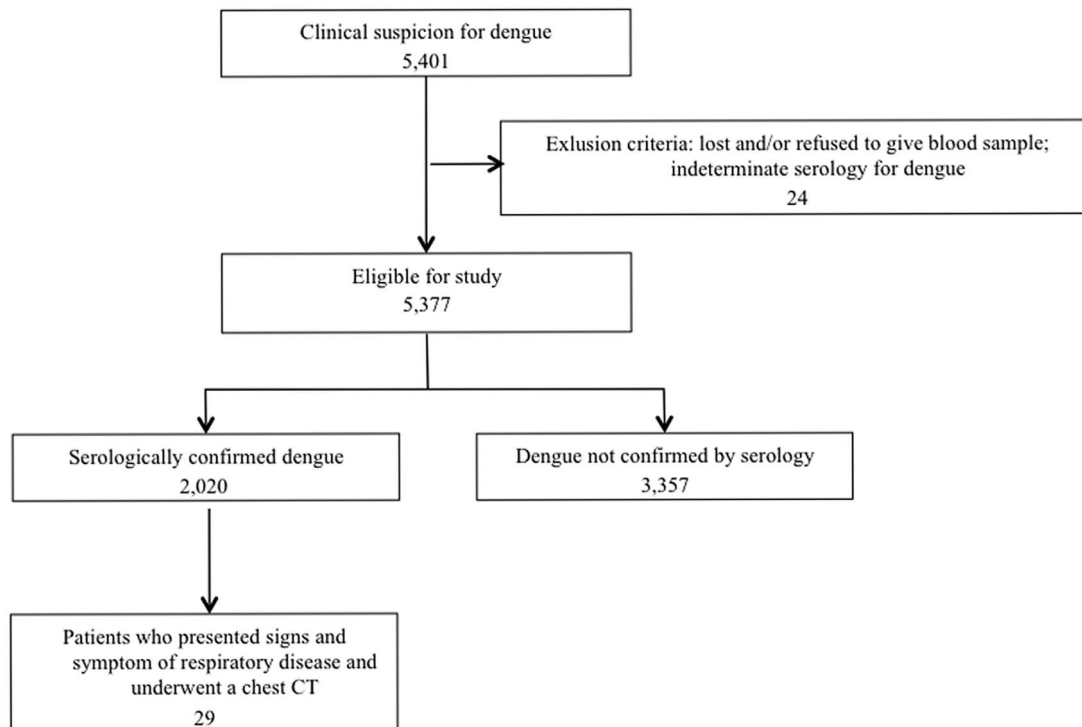 Clinical suspicion for dengue
5,401
Exlusion criteria: lost and/or refused to give blood sample;
indeterminate serology for dengue
24
Eligible for study
5,377
Serologically confirmed dengue
2,020
Dengue not confirmed by serology
3,357
Patients who presented signs and
symptom of respiratory disease and
underwent a chest CT
29